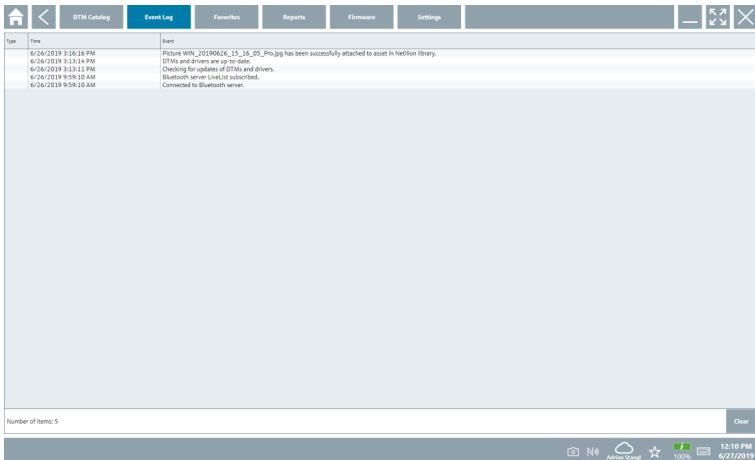 DTM Catalog Event Log Favorites Reports Firmware Settings
Type Time Event
6/26/2019 3:16:16 PM Picture WIN_20190626_15_16_05_Pro.jpg has been successfully attached to asset in Netilion library.
6/26/2019 3:13:14 PM DTMs and drivers are up-to-date.
6/26/2019 3:13:11 PM Checking for updates of DTMs and drivers.
6/26/2019 9:59:10 AM Bluetooth server LiveList subscribed.
6/26/2019 9:59:10 AM Connected to Bluetooth server.
Number of items: 5 Clear
12:10 PM
Adrian Stangl 100% 6/27/2019